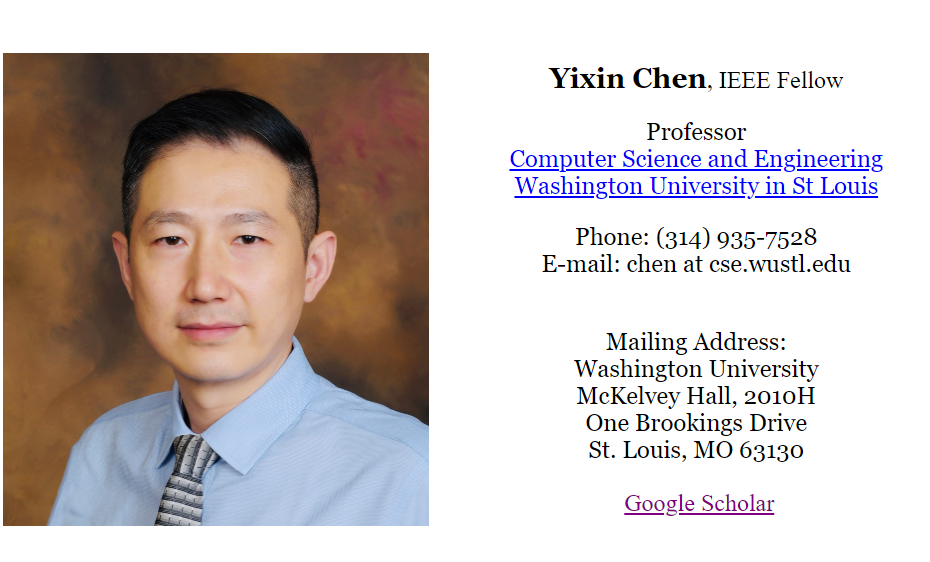 Yixin Chen, IEEE Fellow
Professor
Computer Science and Engineering
Washington University in St Louis
Phone: (314) 935-7528
E-mail: chen at cse.wustl.edu
Mailing Address:
Washington University
McKelvey Hall, 2010H
One Brookings Drive
St. Louis, MO 63130
Google Scholar